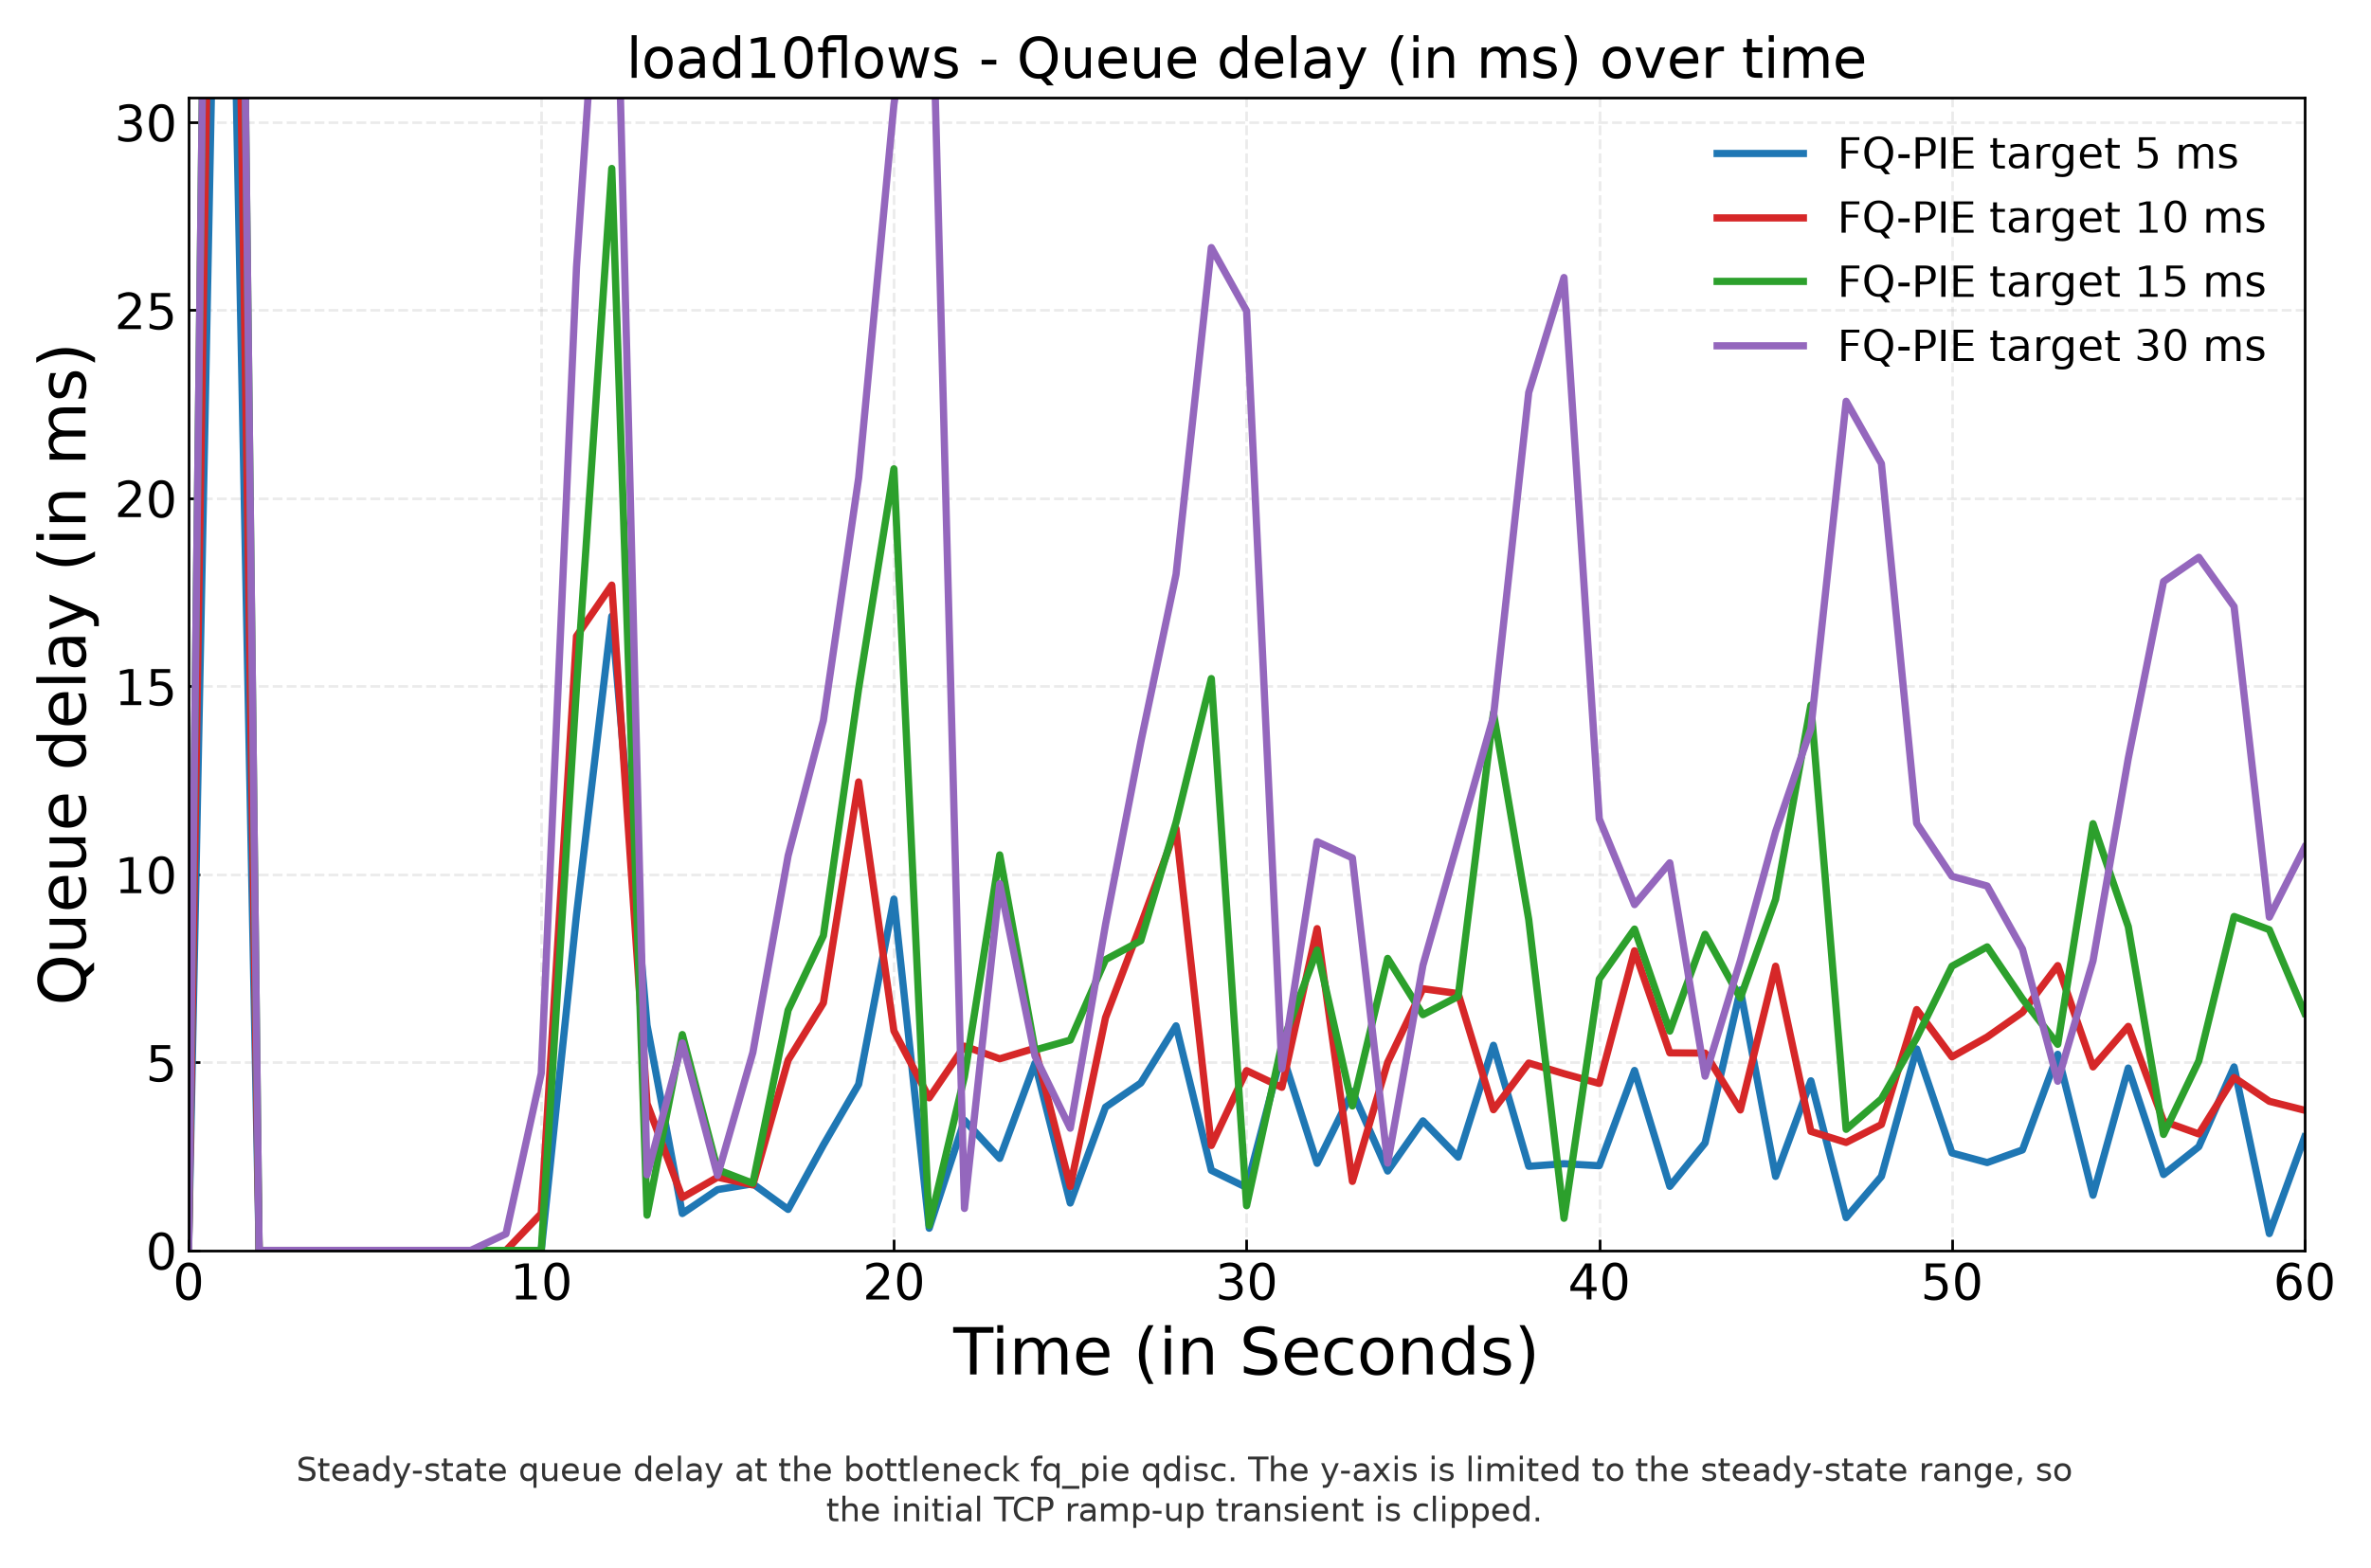 load10flows - Queue delay (in ms) over time
Queue delay (in ms)
30
25
20
15
10
5
0
FQ-PIE target 5 ms
FQ-PIE target 10 ms
FQ-PIE target 15 ms
FQ-PIE target 30 ms
0 10 20 30 40 50 60
Time (in Seconds)
Steady-state queue delay at the bottleneck fq_pie qdisc. The y-axis is limited to the steady-state range, so
the initial TCP ramp-up transient is clipped.